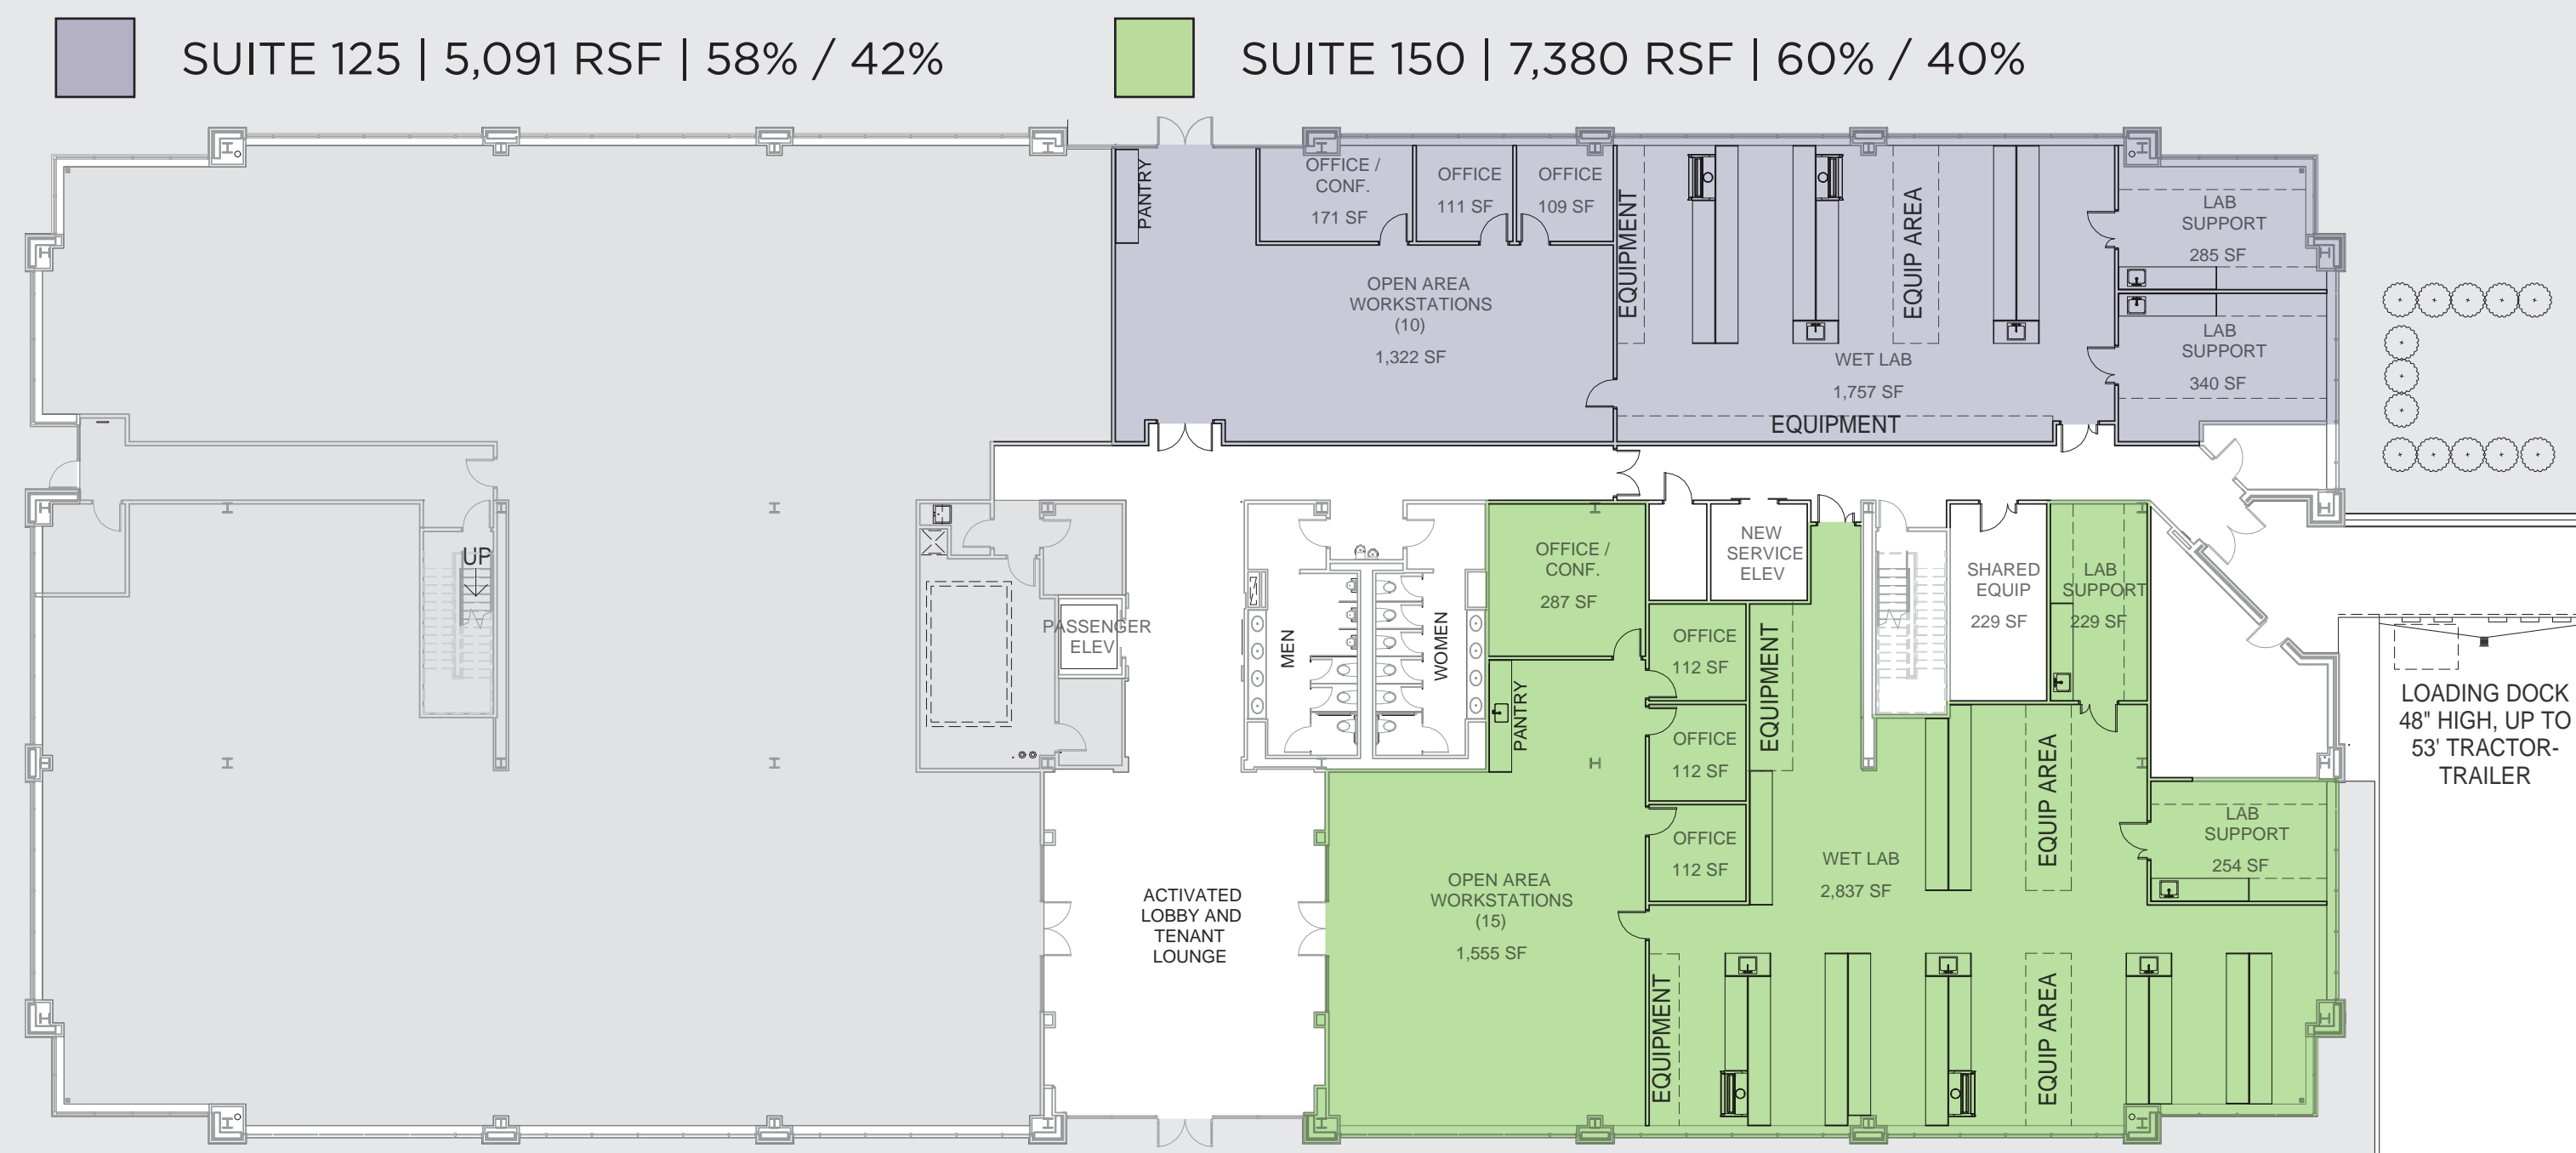 SUITE 125 | 5,091 RSF | 58% / 42%
SUITE 150 | 7,380 RSF | 60% / 40%
PANTRY
OFFICE /
CONF.
171 SF
OFFICE
111 SF
OFFICE
109 SF
OPEN AREA
WORKSTATIONS
(10)
1,322 SF
EQUIPMENT
EQUIP AREA
WET LAB
1,757 SF
EQUIPMENT
LAB
SUPPORT
285 SF
LAB
SUPPORT
340 SF
UP
PASSENGER
ELEV
MEN
WOMEN
OFFICE /
CONF.
287 SF
NEW
SERVICE
ELEV
SHARED
EQUIP
229 SF
LAB
SUPPORT
229 SF
OFFICE
112 SF
OFFICE
112 SF
OFFICE
112 SF
PANTRY
EQUIPMENT
EQUIP AREA
LAB
SUPPORT
254 SF
LOADING DOCK
48" HIGH, UP TO
53' TRACTOR-
TRAILER
ACTIVATED
LOBBY AND
TENANT
LOUNGE
OPEN AREA
WORKSTATIONS
(15)
1,555 SF
WET LAB
2,837 SF
EQUIPMENT
EQUIP AREA